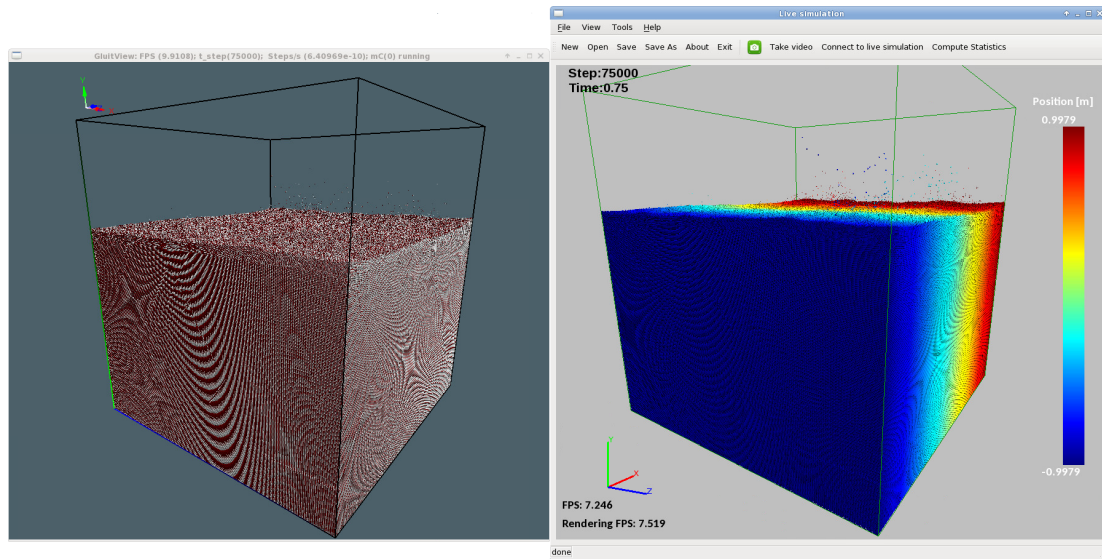 GluitView: FPS (9.9108); t_step(75000); Steps/s (6.40969e-10); mC(0) running
Y
X
Live simulation
File View Tools Help
New Open Save Save As About Exit Take video Connect to live simulation Compute Statistics
Step:75000
Time:0.75
Position [m]
0.9979
-0.9979
Y
X
Z
FPS: 7.246
Rendering FPS: 7.519
done